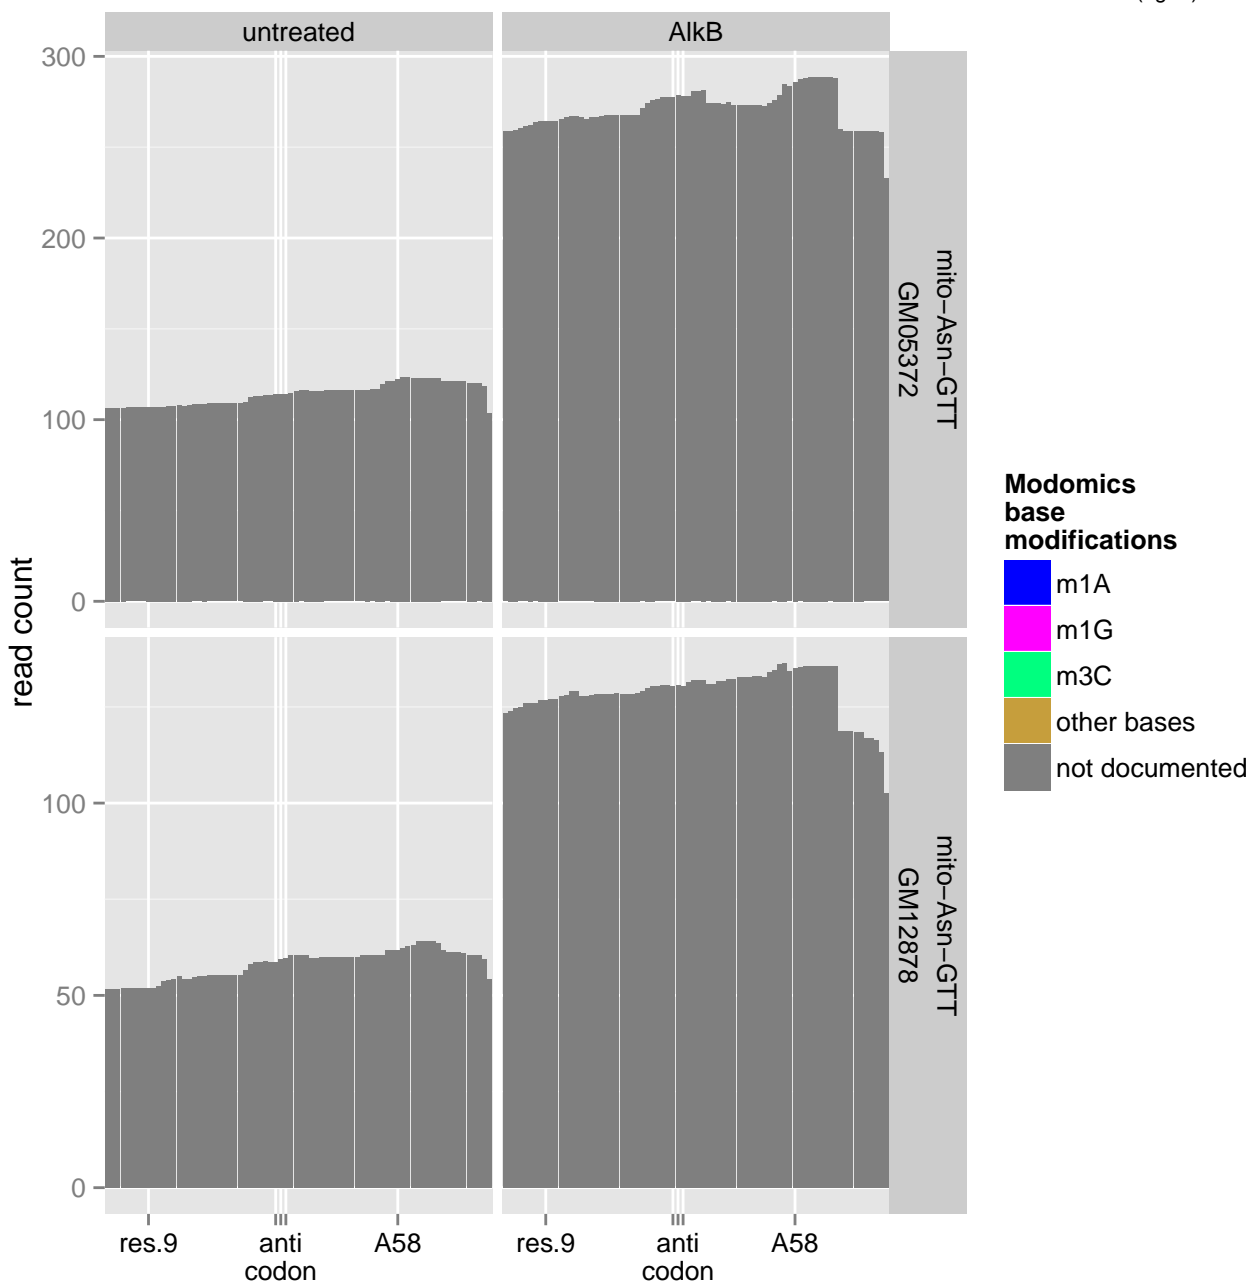 untreated
AlkB
300
200
100
0
mito−Asn−GTT
GM05372
read count
100
50
0
mito−Asn−GTT
GM12878
res.9
anti
codon
A58
res.9
anti
codon
A58
Modomics
base
modifications
m1A
m1G
m3C
other bases
not documented